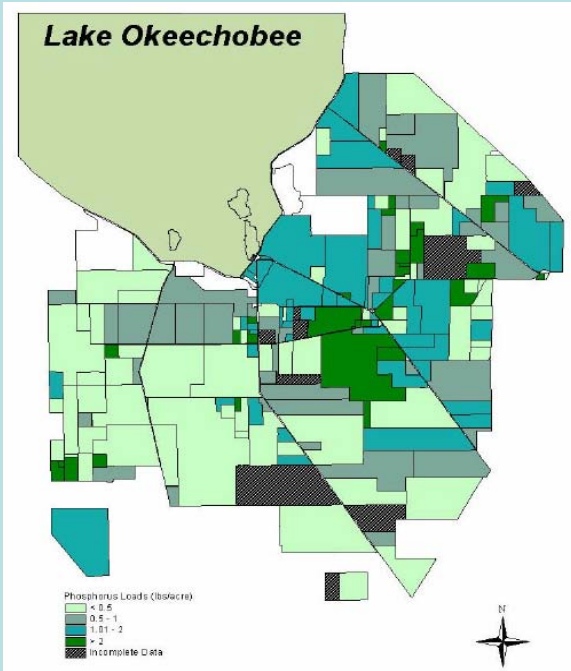 Lake Okeechobee
N
Phosphorus Loads (lbs/acre)
< 0.5
0.5 - 1
1.01 - 2
> 2
Incomplete Data